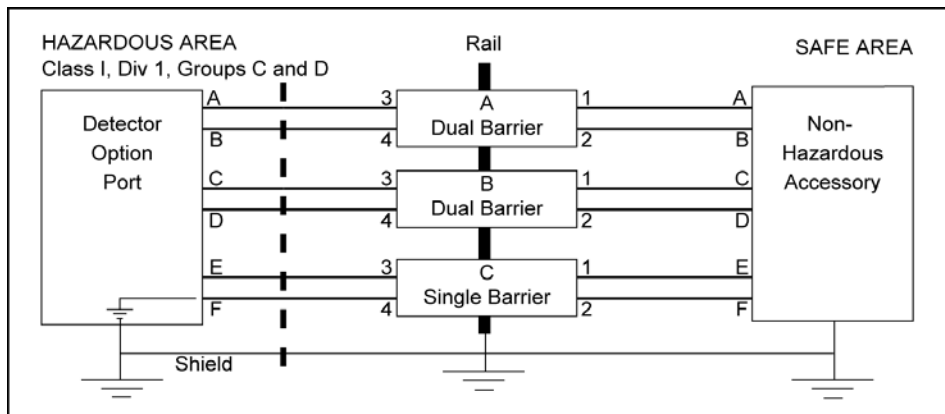 HAZARDOUS AREA
Class I, Div 1, Groups C and D
Rail
SAFE AREA
Detector
Option
Port
A
B
C
D
E
F
3
4
3
4
3
4
A
Dual Barrier
B
Dual Barrier
C
Single Barrier
1
2
1
2
1
2
A
B
C
D
E
F
Non-
Hazardous
Accessory
Shield